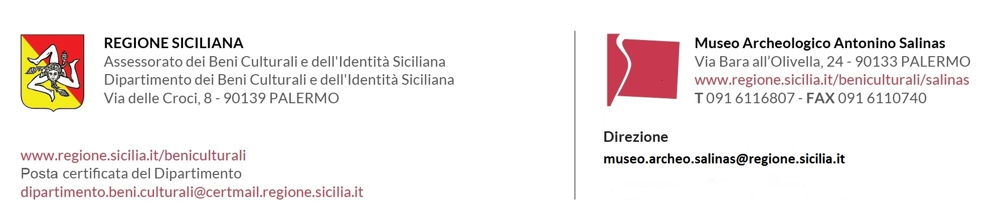 REGIONE SICILIANA
Assessorato dei Beni Culturali e dell'Identità Siciliana
Dipartimento dei Beni Culturali e dell'Identità Siciliana
Via delle Croci, 8 - 90139 PALERMO
www.regione.sicilia.it/beniculturali
Posta certificata del Dipartimento
dipartimento.beni.culturali@certmail.regione.sicilia.it
Museo Archeologico Antonino Salinas
Via Bara all’Olivella, 24 - 90133 PALERMO
www.regione.sicilia.it/beniculturali/salinas
T 091 6116807 - FAX 091 6110740
Direzione
museo.archeo.salinas@regione.sicilia.it